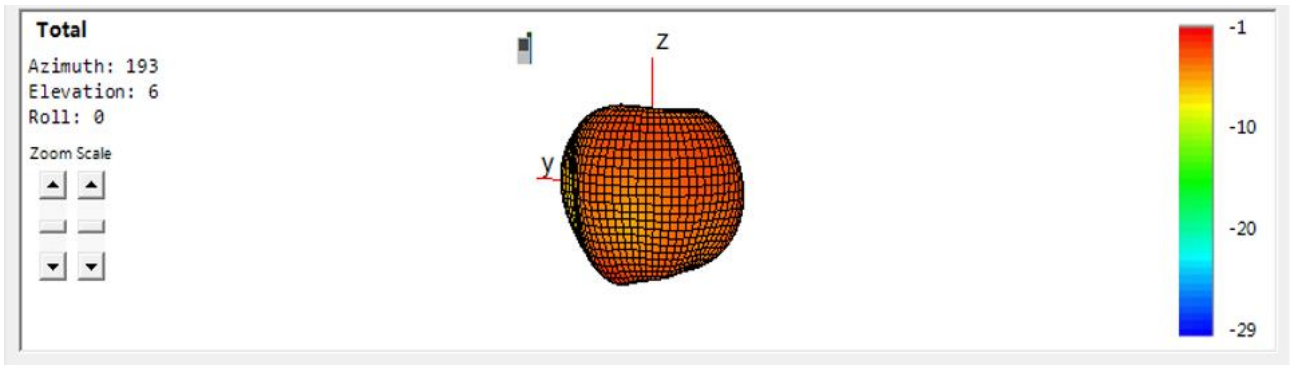 Total
Azimuth: 193
Elevation: 6
Roll: 0
Zoom Scale
Z
y
-1
-10
-20
-29